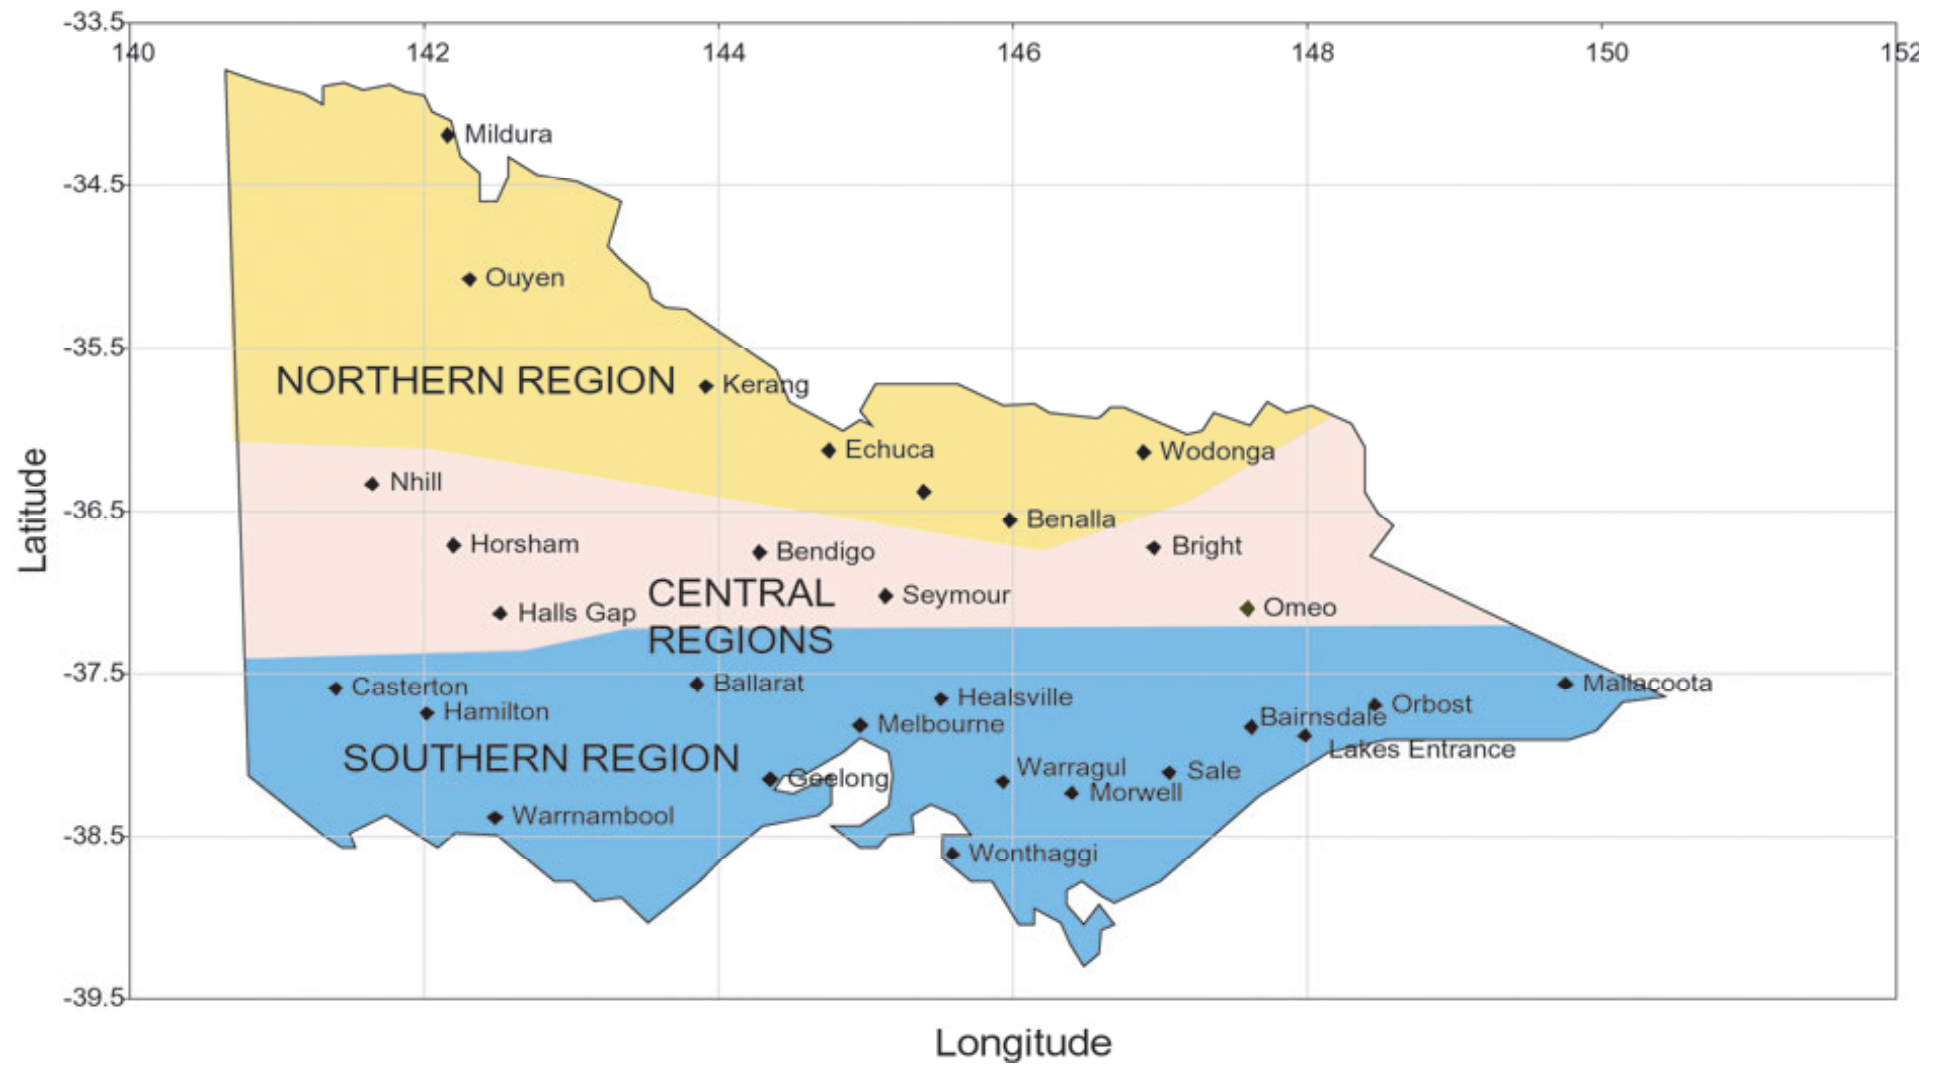 -33.5
140
142
144
146
148
150
152
Mildura
-34.5
Ouyen
-35.5
NORTHERN REGION
Kerang
Echuca
Wodonga
Nhill
-36.5
Benalla
Horsham
Bendigo
Bright
CENTRAL
REGIONS
Seymour
Omeo
Halls Gap
Latitude
-37.5
Casterton
Ballarat
Mallacoota
Healsville
Hamilton
Orbost
Bairnsdale
Melbourne
Lakes Entrance
SOUTHERN REGION
Warragul
Sale
Geelong
Morwell
Warrnambool
-38.5
Wonthaggi
-39.5
Longitude